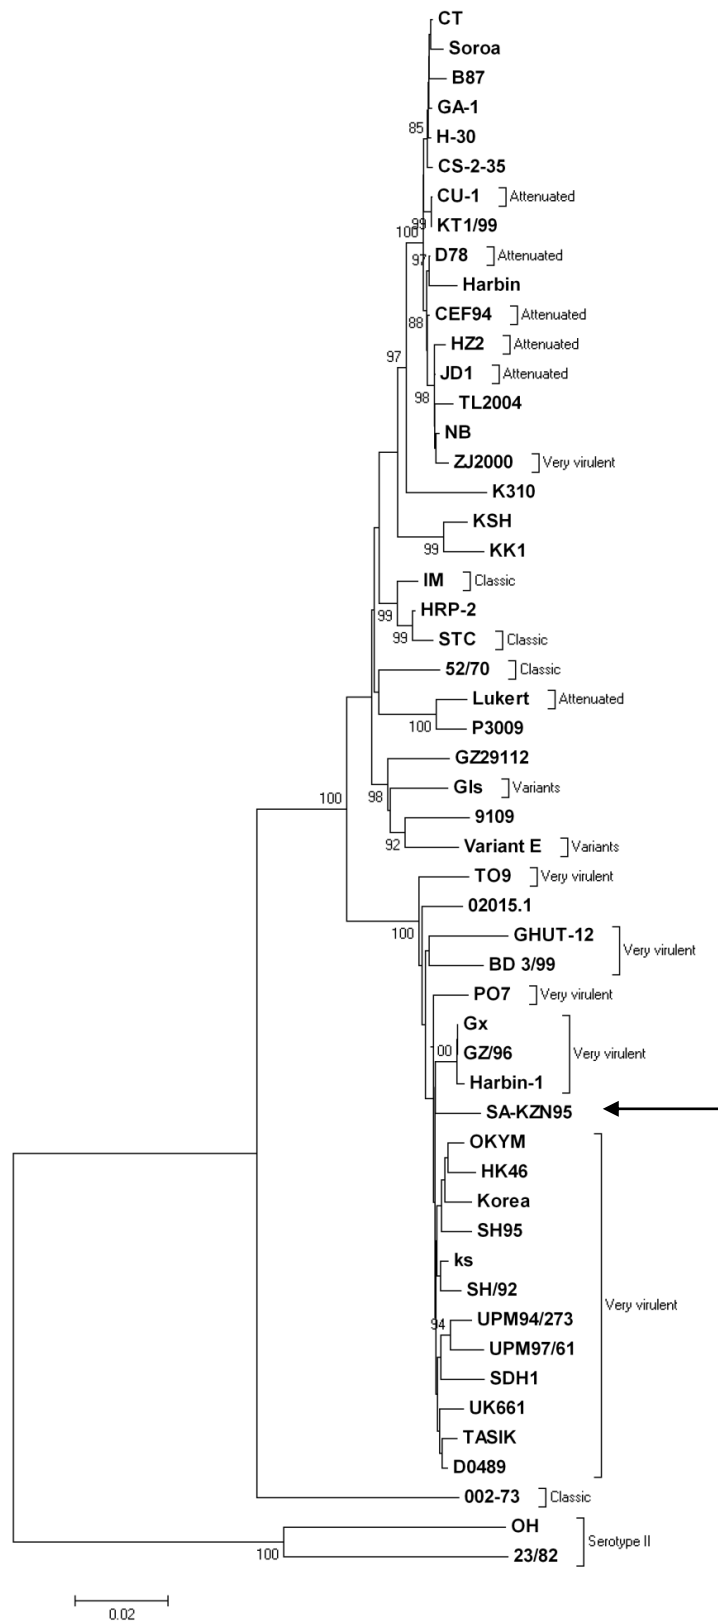 CT
Soroa
B87
GA-1
85
H-30
CS-2-35
CU-1 Attenuated
99
KT1/99
100
D78 Attenuated
97
Harbin
CEF94 Attenuated
88
HZ2 Attenuated
97
JD1 Attenuated
98
TL2004
NB
ZJ2000 Very virulent
K310
KSH
99
KK1
IM Classic
99
HRP-2
99
STC Classic
52/70 Classic
Lukert Attenuated
100
P3009
GZ29112
Gls Variants
100
98
9109
92
Variant E Variants
TO9 Very virulent
02015.1
100
GHUT-12
Very virulent
BD 3/99
PO7 Very virulent
Gx
00
GZ/96 Very virulent
Harbin-1
SA-KZN95
OKYM
HK46
Korea
SH95
ks
SH/92
Very virulent
UPM94/273
94
UPM97/61
SDH1
UK661
TASIK
D0489
002-73 Classic
OH
Serotype II
100
23/82
0.02